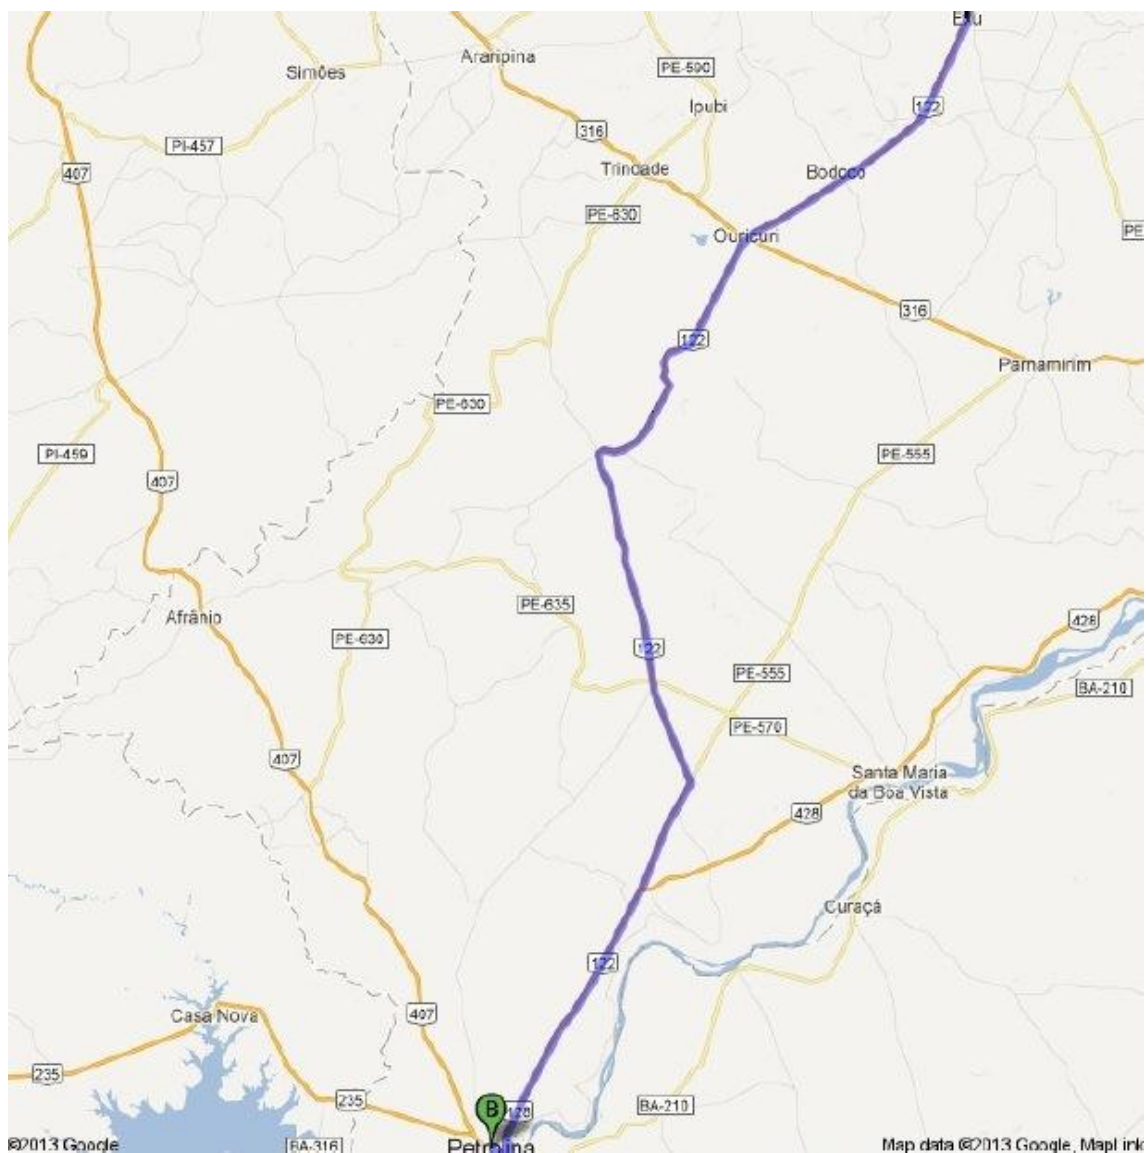 Exu
Araripina
Simões
PE-590
Ipubi
122
316
PI-457
407
Trindade
Bodocó
PE-630
Ouricuri
PE
316
122
Parnamirim
PE-630
PI-459
407
PE-555
PE-635
Afrânio
428
PE-630
122
PE-555
BA-210
PE-570
407
Santa Maria
da Boa Vista
428
Curaçá
122
Casa Nova
407
235
235
B
428
BA-210
©2013 Google
BA-316
Petrolina
Map data ©2013 Google, MapLink